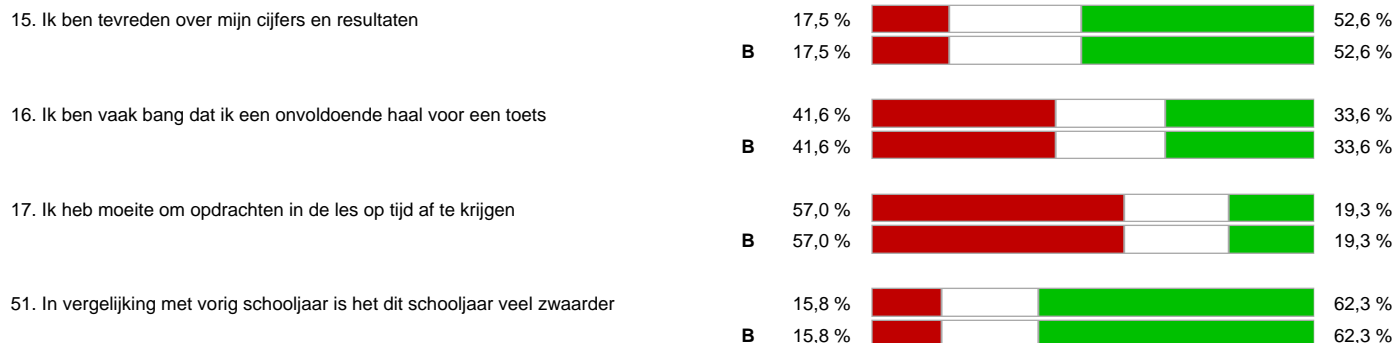 15. Ik ben tevreden over mijn cijfers en resultaten 17,5 % 52,6 %
B 17,5 % 52,6 %
16. Ik ben vaak bang dat ik een onvoldoende haal voor een toets 41,6 % 33,6 %
B 41,6 % 33,6 %
17. Ik heb moeite om opdrachten in de les op tijd af te krijgen 57,0 % 19,3 %
B 57,0 % 19,3 %
51. In vergelijking met vorig schooljaar is het dit schooljaar veel zwaarder 15,8 % 62,3 %
B 15,8 % 62,3 %